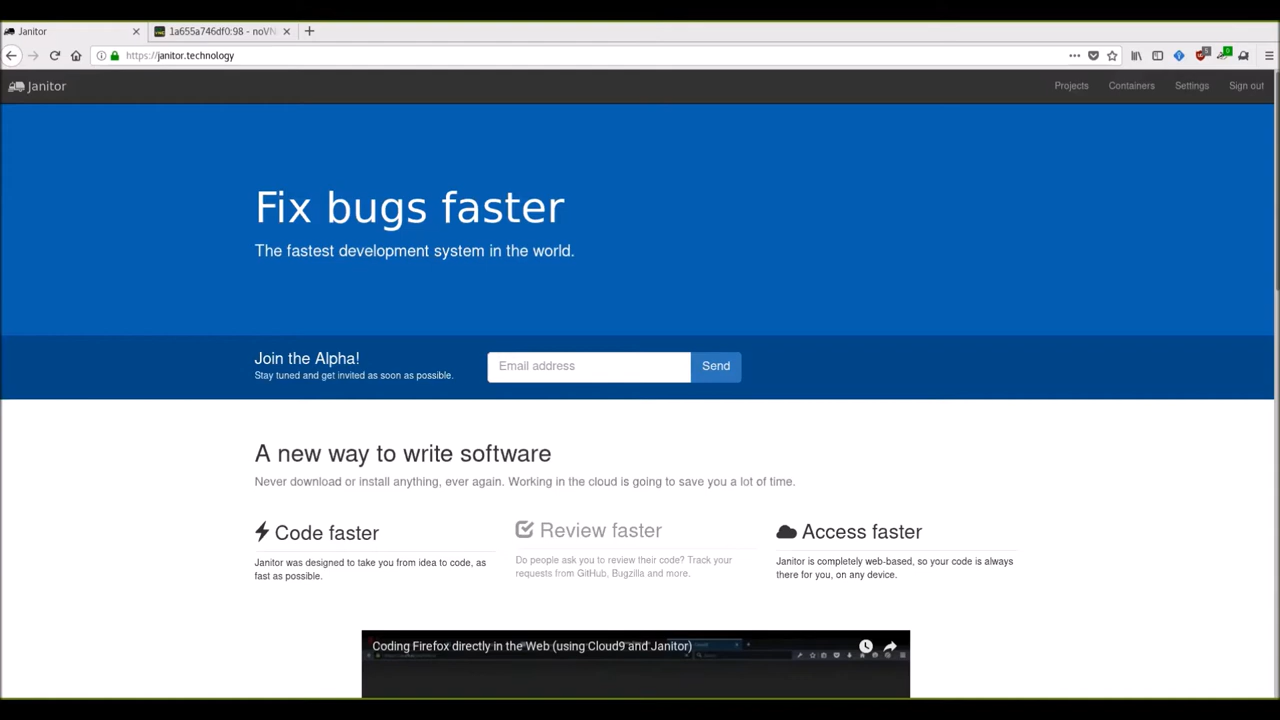 Janitor
1a655a746df0:98 - noVN
https://janitor.technology
5
0
Janitor
Projects
Containers
Settings
Sign out
Fix bugs faster
The fastest development system in the world.
Join the Alpha!
Stay tuned and get invited as soon as possible.
Email address
Send
A new way to write software
Never download or install anything, ever again. Working in the cloud is going to save you a lot of time.
Code faster
Janitor was designed to take you from idea to code, as
fast as possible.
Review faster
Do people ask you to review their code? Track your
requests from GitHub, Bugzilla and more.
Access faster
Janitor is completely web-based, so your code is always
there for you, on any device.
Coding Firefox directly in the Web (using Cloud9 and Janitor)